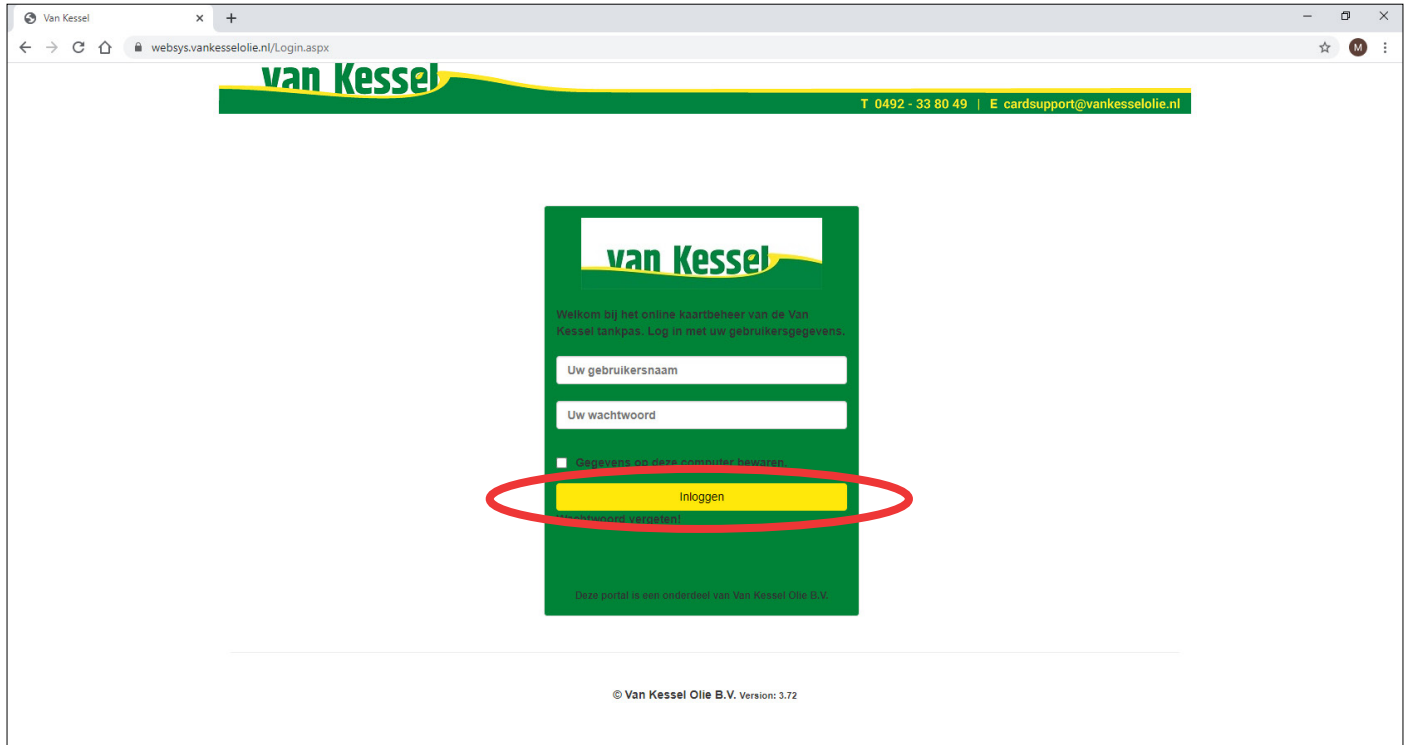 Van Kessel
websys.vankesselolie.nl/Login.aspx
M
van Kessel
T 0492 - 33 80 49 | E cardsupport@vankesselolie.nl
van Kessel
Welkom bij het online kaartbeheer van de Van
Kessel tankpas. Log in met uw gebruikersgegevens.
Uw gebruikersnaam
Uw wachtwoord
Gegevens op deze computer bewaren.
Inloggen
Wachtwoord vergeten!
Deze portal is een onderdeel van Van Kessel Olie B.V.
© Van Kessel Olie B.V. Version: 3.72